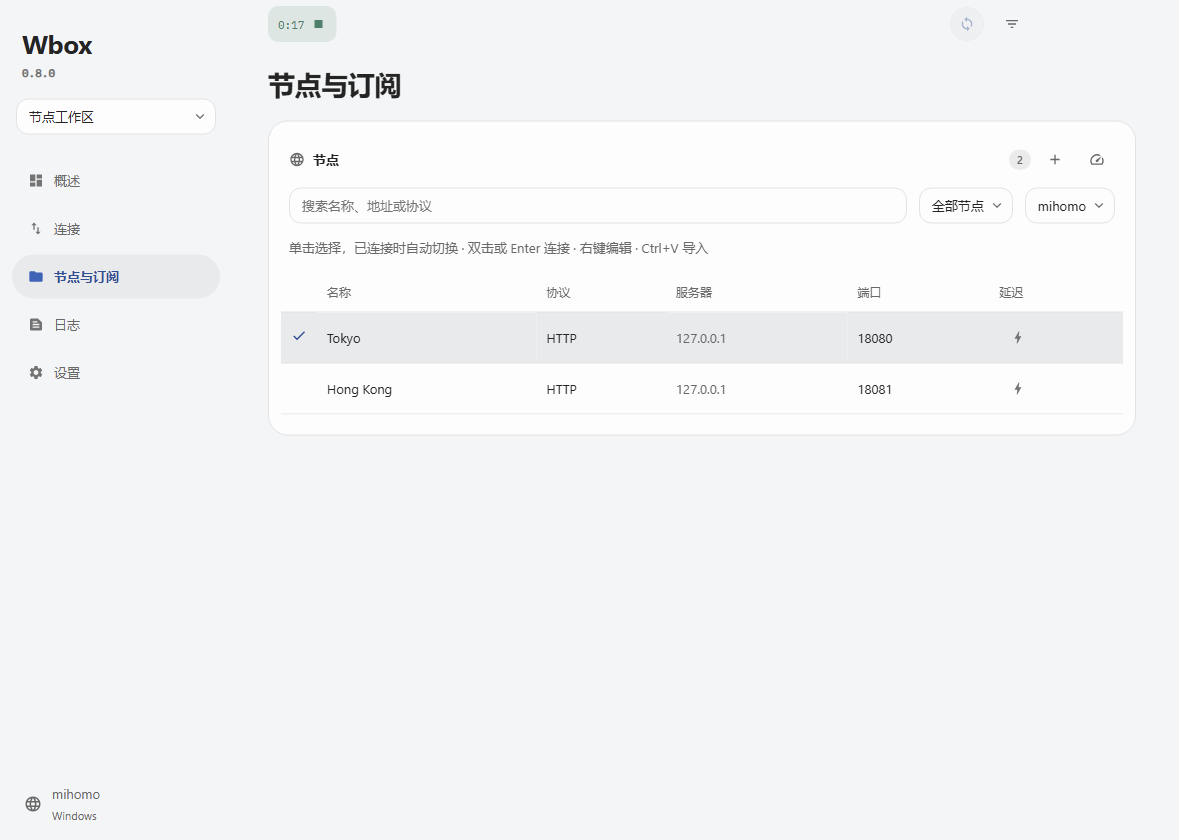 Wbox
0.8.0
节点工作区
概述
连接
节点与订阅
日志
设置
mihomo
Windows
0:17
节点与订阅
节点
2
搜索名称、地址或协议
全部节点
mihomo
单击选择，已连接时自动切换 · 双击或 Enter 连接 · 右键编辑 · Ctrl+V 导入
名称 协议 服务器 端口 延迟
Tokyo HTTP 127.0.0.1 18080
Hong Kong HTTP 127.0.0.1 18081